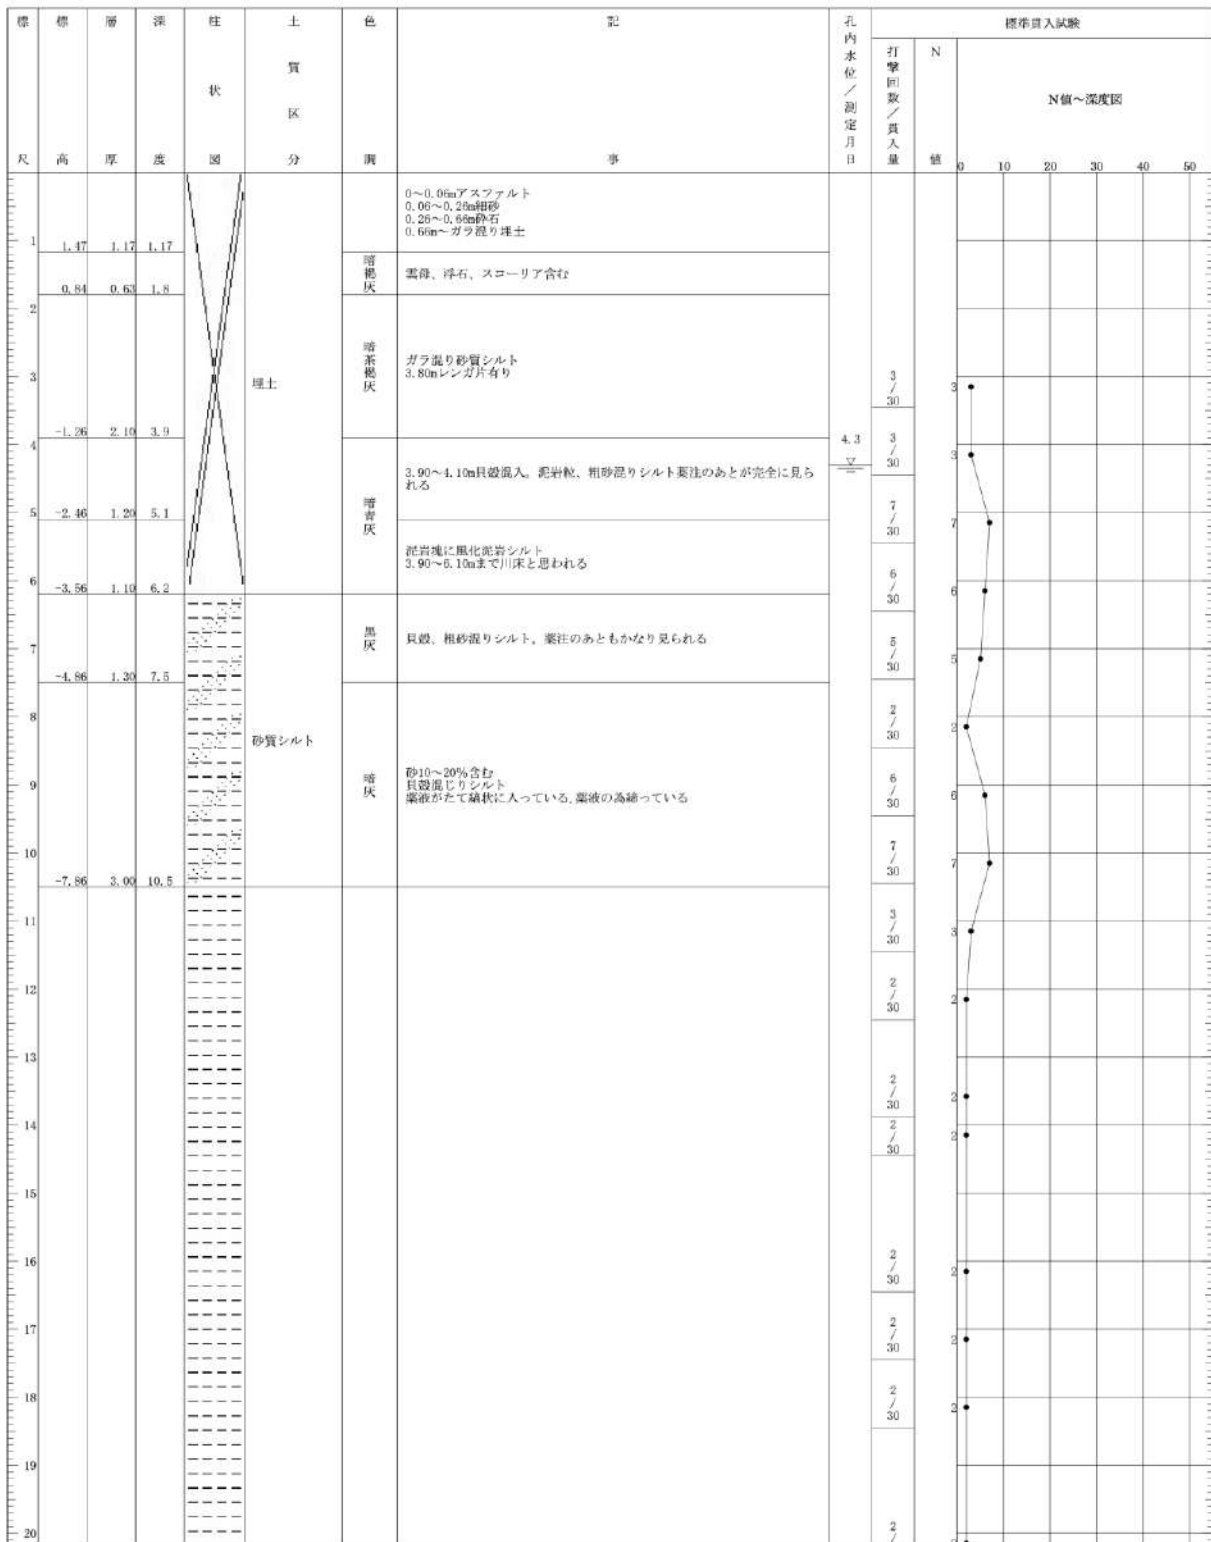 標尺
標高
層厚
深度
柱状図
土質区分
色調
記事
孔内水位／測定月日
標準貫入試験
打撃回数／貫入量
N値
N値～深度図
0 10 20 30 40 50
0～0.06mアスファルト
0.06～0.26m細砂
0.26～0.66m砕石
0.66m～ガラ混り埋土
1
1.47 1.17 1.17
暗褐灰
雲母、浮石、スコーリア含む
0.84 0.63 1.8
2
暗茶褐灰
ガラ混り砂質シルト
3.80mレンガ片有り
3
埋土
3/30
3
-1.26 2.10 3.9
4
4.3
3/30
3
3.90～4.10m貝殻混入。泥岩粒、粗砂混りシルト薬注のあとが完全に見ら
れる
暗青灰
5
-2.46 1.20 5.1
7/30
7
泥岩塊に風化泥岩シルト
3.90～6.10mまで川床と思われる
6
-3.56 1.10 6.2
6/30
6
黒灰
貝殻、粗砂混りシルト。薬注のあともかなり見られる
7
-4.86 1.30 7.5
5/30
5
8
2/30
2
砂質シルト
暗灰
砂10～20%含む
貝殻混じりシルト
薬液がたて縞状に入っている.薬液の為締っている
9
6/30
6
10
7/30
7
-7.86 3.00 10.5
11
3/30
3
12
2/30
2
13
2/30
2
14
2/30
2
15
16
2/30
2
17
2/30
2
18
2/30
2
19
20
2/